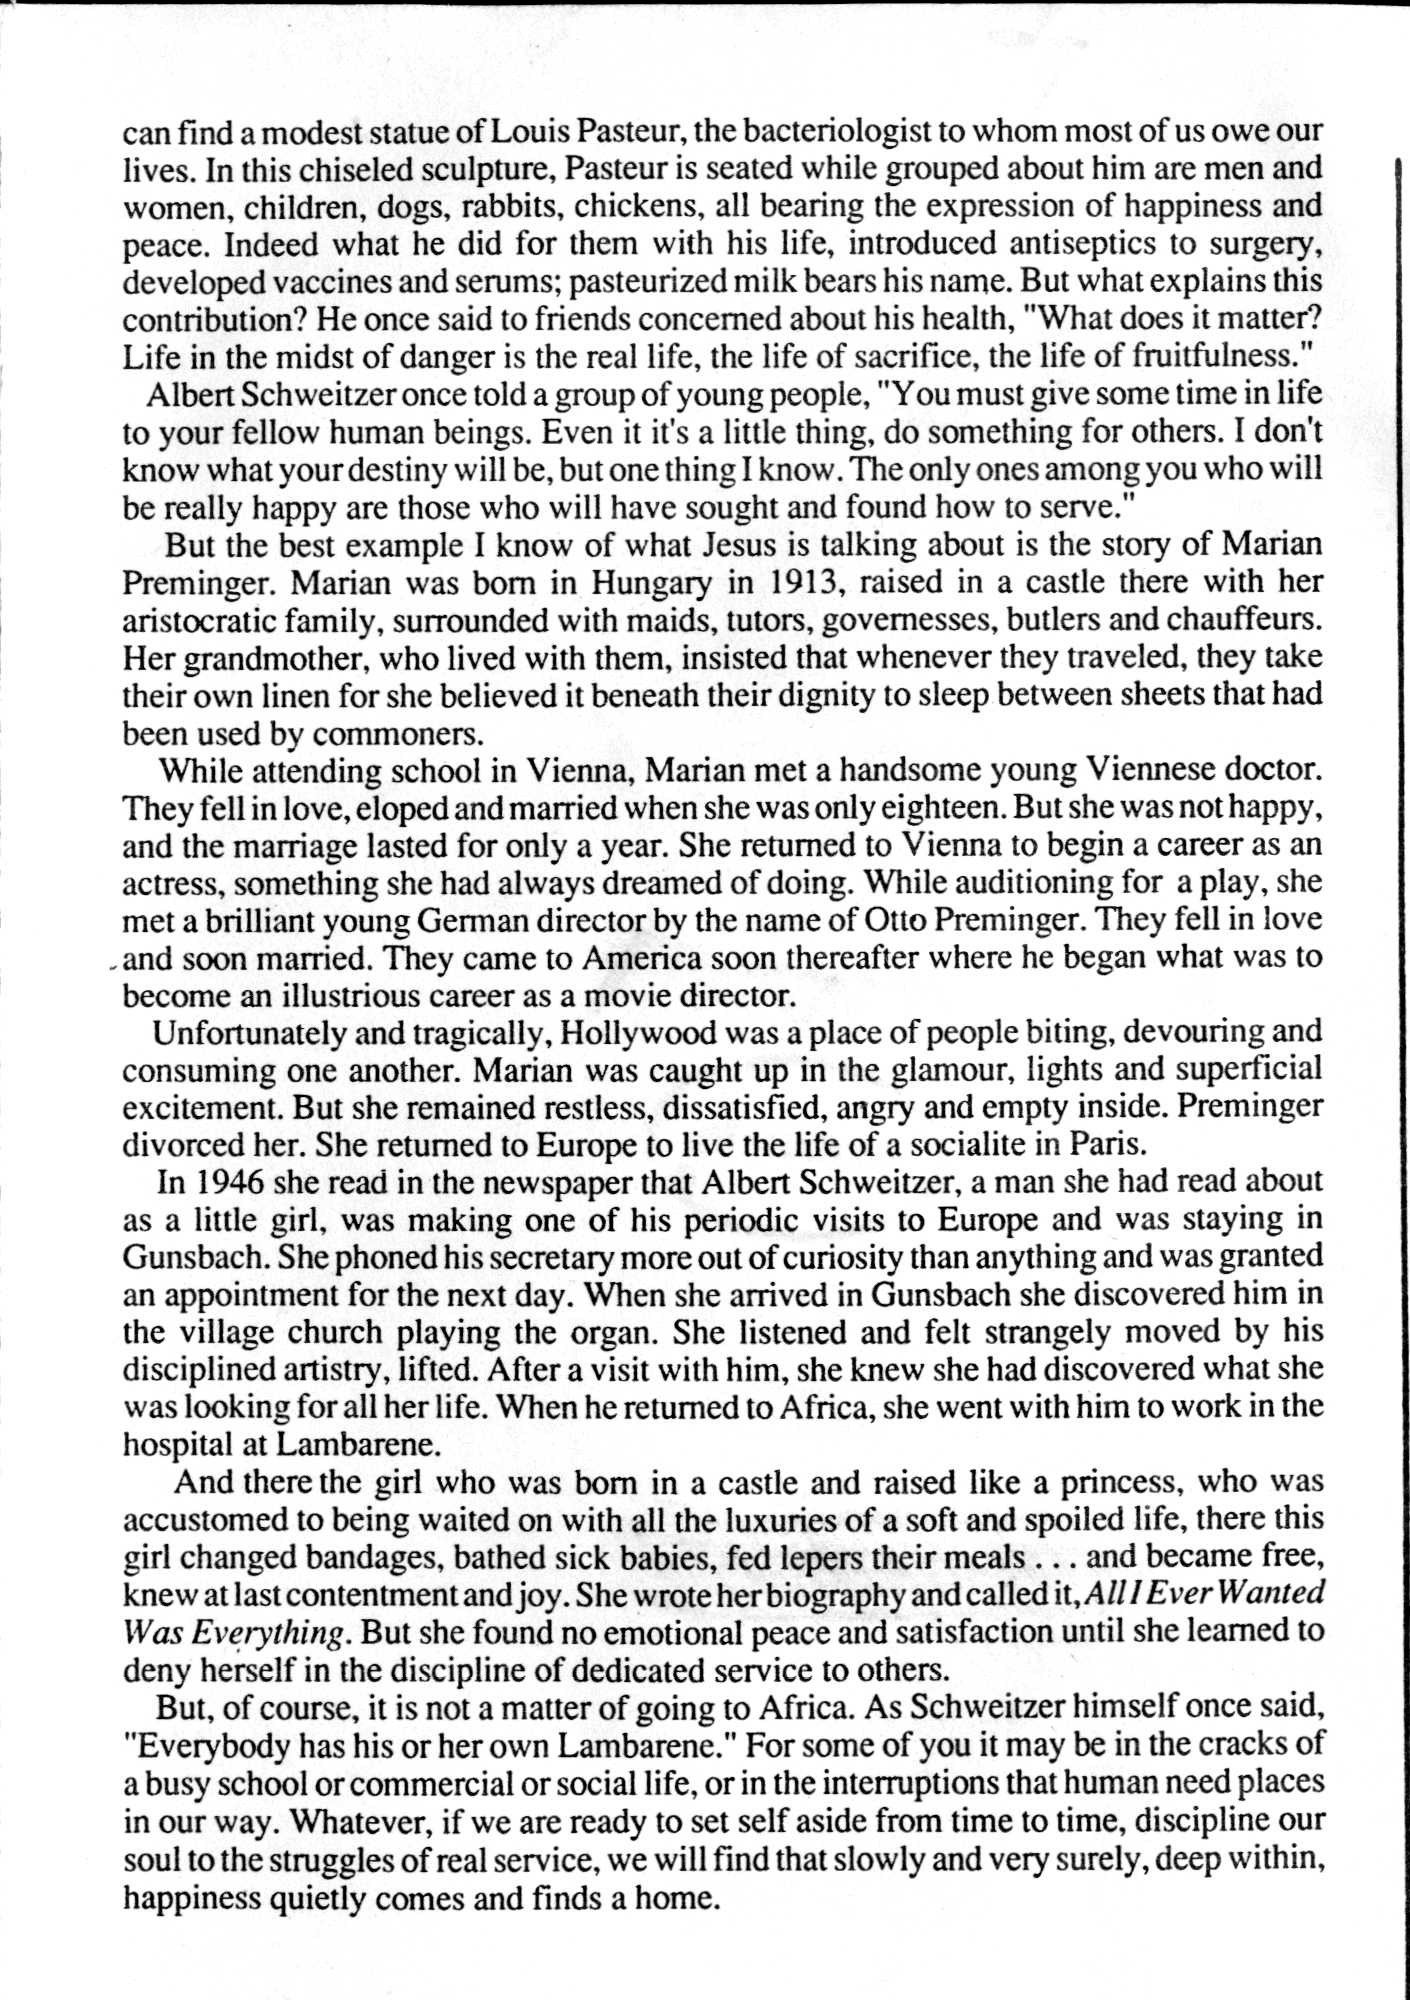 can find a modest statue of Louis Pasteur, the bacteriologist to whom most of us owe our
lives. In this chiseled sculpture, Pasteur is seated while grouped about him are men and
women, children, dogs, rabbits, chickens, all bearing the expression of happiness and
peace. Indeed what he did for them with his life, introduced antiseptics to surgery,
developed vaccines and serums; pasteurized milk bears his name. But what explains this
contribution? He once said to friends concerned about his health, "What does it matter?
Life in the midst of danger is the real life, the life of sacrifice, the life of fruitfulness."
Albert Schweitzer once told a group of young people, "You must give some time in life
to your fellow human beings. Even it it's a little thing, do something for others. I don't
know what your destiny will be, but one thing I know. The only ones among you who will
be really happy are those who will have sought and found how to serve."
But the best example I know of what Jesus is talking about is the story of Marian
Preminger. Marian was born in Hungary in 1913, raised in a castle there with her
aristocratic family, surrounded with maids, tutors, governesses, butlers and chauffeurs.
Her grandmother, who lived with them, insisted that whenever they traveled, they take
their own linen for she believed it beneath their dignity to sleep between sheets that had
been used by commoners.
While attending school in Vienna, Marian met a handsome young Viennese doctor.
They fell in love, eloped and married when she was only eighteen. But she was not happy,
and the marriage lasted for only a year. She returned to Vienna to begin a career as an
actress, something she had always dreamed of doing. While auditioning for a play, she
met a brilliant young German director by the name of Otto Preminger. They fell in love
and soon married. They came to America soon thereafter where he began what was to
become an illustrious career as a movie director.
Unfortunately and tragically, Hollywood was a place of people biting, devouring and
consuming one another. Marian was caught up in the glamour, lights and superficial
excitement. But she remained restless, dissatisfied, angry and empty inside. Preminger
divorced her. She returned to Europe to live the life of a socialite in Paris.
In 1946 she read in the newspaper that Albert Schweitzer, a man she had read about
as a little girl, was making one of his periodic visits to Europe and was staying in
Gunsbach. She phoned his secretary more out of curiosity than anything and was granted
an appointment for the next day. When she arrived in Gunsbach she discovered him in
the village church playing the organ. She listened and felt strangely moved by his
disciplined artistry, lifted. After a visit with him, she knew she had discovered what she
was looking for all her life. When he returned to Africa, she went with him to work in the
hospital at Lambarene.
And there the girl who was born in a castle and raised like a princess, who was
accustomed to being waited on with all the luxuries of a soft and spoiled life, there this
girl changed bandages, bathed sick babies, fed lepers their meals . . . and became free,
knew at last contentment and joy. She wrote her biography and called it, All I Ever Wanted
Was Everything. But she found no emotional peace and satisfaction until she learned to
deny herself in the discipline of dedicated service to others.
But, of course, it is not a matter of going to Africa. As Schweitzer himself once said,
"Everybody has his or her own Lambarene." For some of you it may be in the cracks of
a busy school or commercial or social life, or in the interruptions that human need places
in our way. Whatever, if we are ready to set self aside from time to time, discipline our
soul to the struggles of real service, we will find that slowly and very surely, deep within,
happiness quietly comes and finds a home.